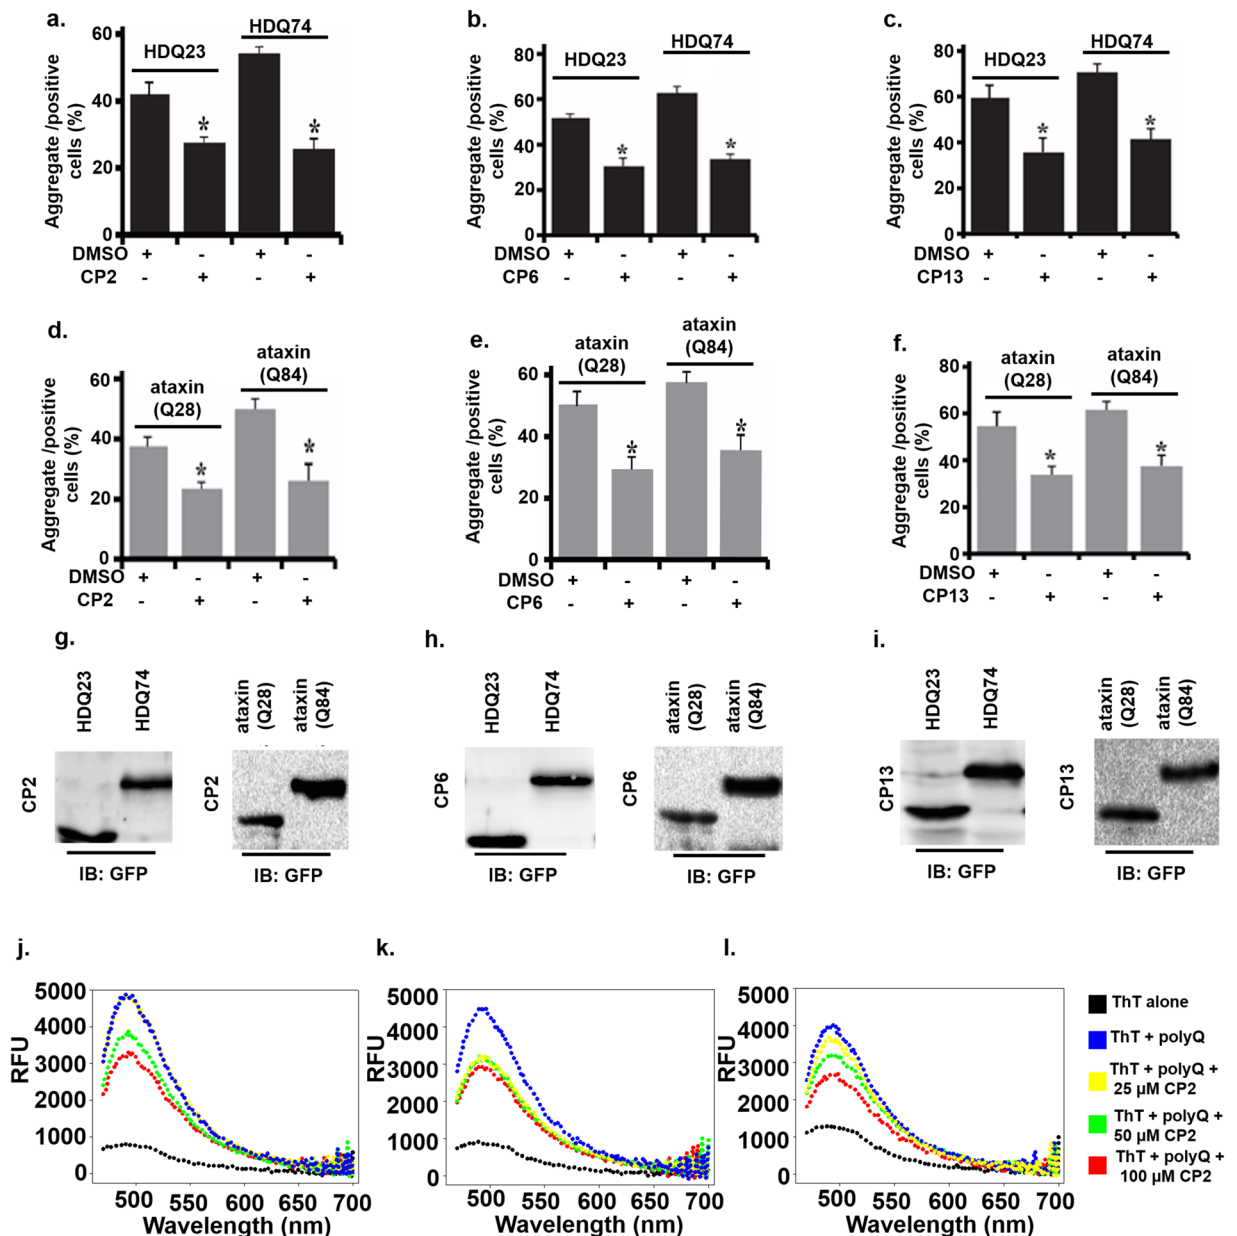 a.
HDQ23
HDQ74
Aggregate /positive
cells (%)
60
40
20
0
DMSO + - + -
CP2 - + - +
* *
b.
HDQ23
HDQ74
Aggregate /positive
cells (%)
80
60
40
20
0
DMSO + - + -
CP6 - + - +
* *
c.
HDQ23
HDQ74
Aggregate /positive
cells (%)
80
60
40
20
0
DMSO + - + -
CP13 - + - +
* *
d.
ataxin
(Q28)
ataxin
(Q84)
Aggregate /positive
cells (%)
60
40
20
0
DMSO + - + -
CP2 - + - +
* *
e.
ataxin
(Q28)
ataxin
(Q84)
Aggregate /positive
cells (%)
60
40
20
0
DMSO + - + -
CP6 - + - +
* *
f.
ataxin
(Q28)
ataxin
(Q84)
Aggregate /positive
cells (%)
80
60
40
20
0
DMSO + - + -
CP13 - + - +
* *
g.
HDQ23
HDQ74
CP2
IB: GFP
ataxin
(Q28)
ataxin
(Q84)
CP2
IB: GFP
h.
HDQ23
HDQ74
CP6
IB: GFP
ataxin
(Q28)
ataxin
(Q84)
CP6
IB: GFP
i.
HDQ23
HDQ74
CP13
IB: GFP
ataxin
(Q28)
ataxin
(Q84)
CP13
IB: GFP
j.
RFU
5000
4000
3000
2000
1000
0
500 550 600 650 700
Wavelength (nm)
k.
RFU
5000
4000
3000
2000
1000
0
500 550 600 650 700
Wavelength (nm)
l.
RFU
5000
4000
3000
2000
1000
0
500 550 600 650 700
Wavelength (nm)
ThT alone
ThT + polyQ
ThT + polyQ +
25 µM CP2
ThT + polyQ +
50 µM CP2
ThT + polyQ +
100 µM CP2